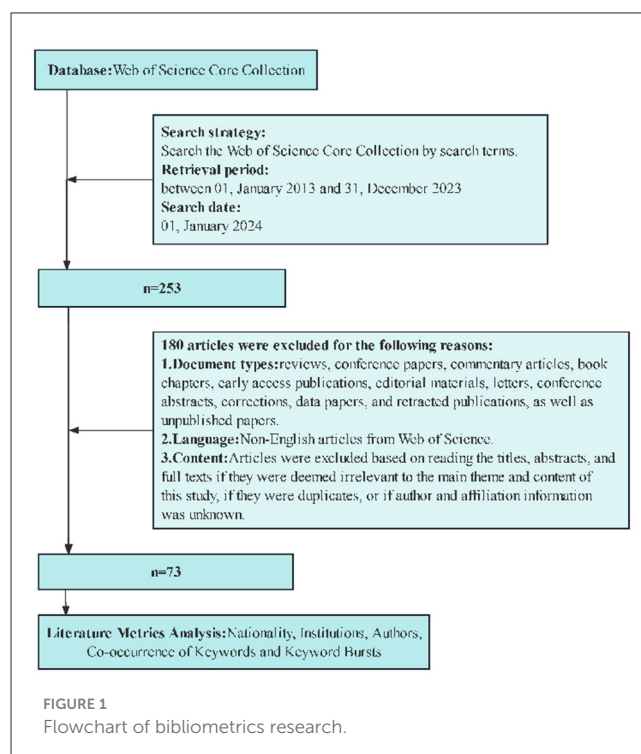 Database:Web of Science Core Collection
Search strategy:
Search the Web of Science Core Collection by search terms.
Retrieval period:
between 01, January 2013 and 31, December 2023
Search date:
01, January 2024
n=253
180 articles were excluded for the following reasons:
1.Document types:reviews, conference papers, commentary articles, book
chapters, early access publications, editorial materials, letters, conference
abstracts, corrections, data papers, and retracted publications, as well as
unpublished papers.
2.Language:Non-English articles from Web of Science.
3.Content:Articles were excluded based on reading the titles, abstracts, and
full texts if they were deemed irrelevant to the main theme and content of
this study, if they were duplicates, or if author and affiliation information
was unknown.
n=73
Literature Metrics Analysis:Nationality, Institutions, Authors,
Co-occurrence of Keywords and Keyword Bursts
FIGURE 1
Flowchart of bibliometrics research.